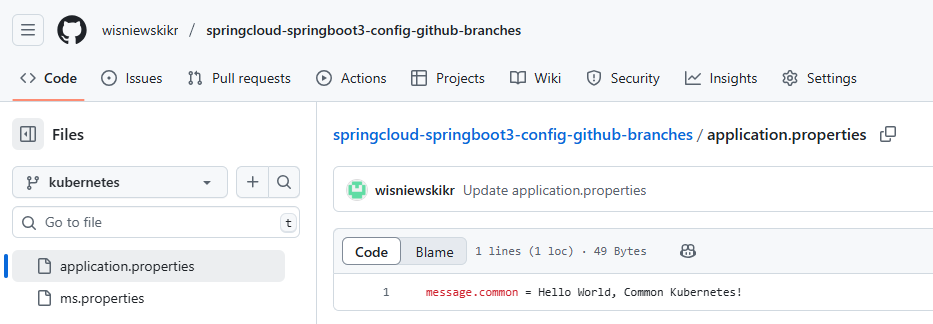 wisniewskikr / springcloud-springboot3-config-github-branches
Code Issues Pull requests Actions Projects Wiki Security Insights Settings
Files
kubernetes
Go to file t
application.properties
ms.properties
springcloud-springboot3-config-github-branches / application.properties
wisniewskikr Update application.properties
Code Blame 1 lines (1 loc) · 49 Bytes
1 message.common = Hello World, Common Kubernetes!